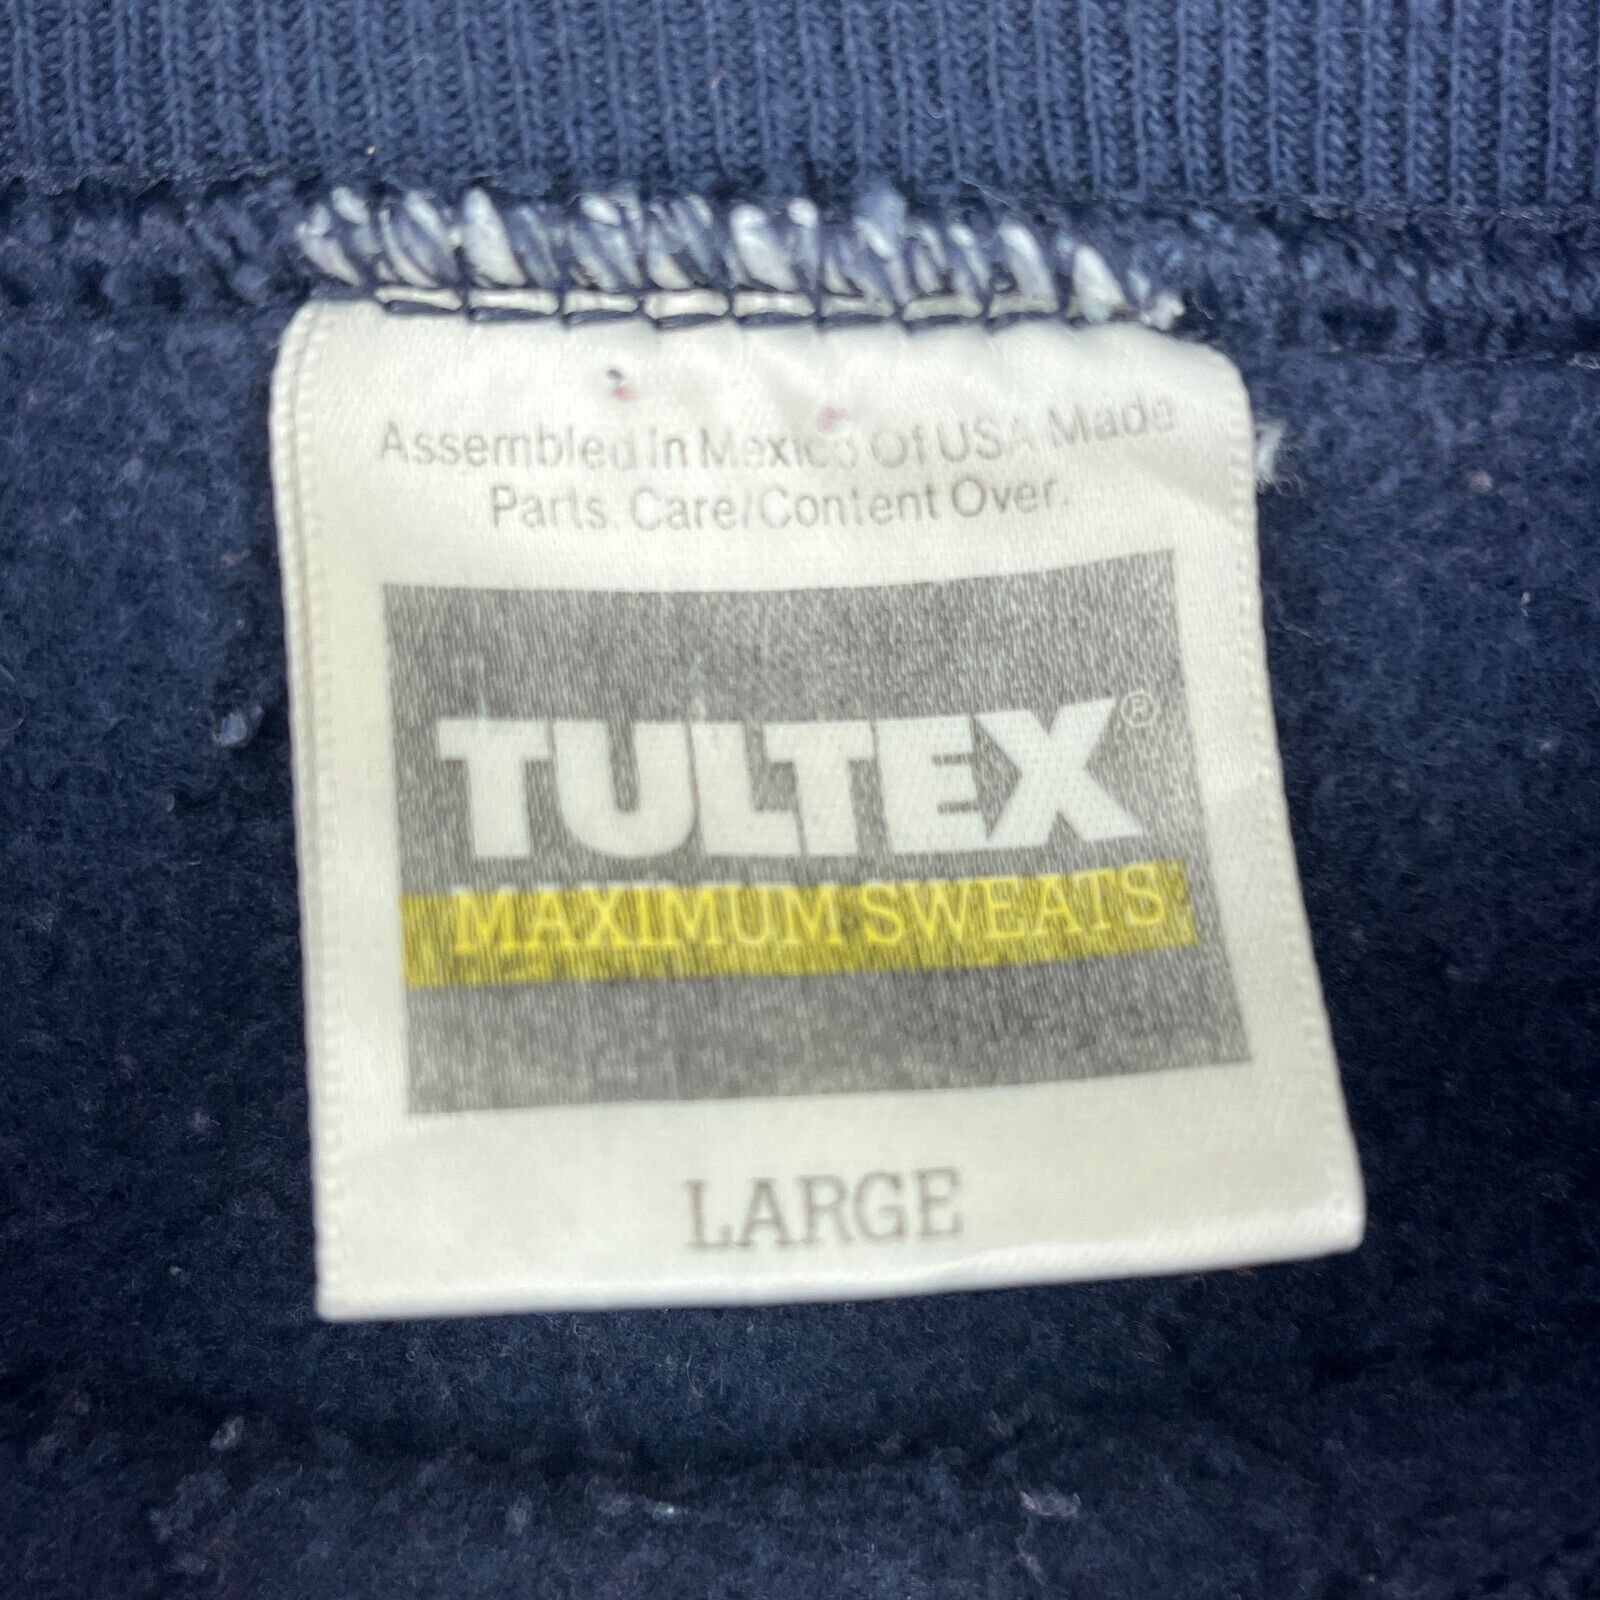 Assembled In Mexico Of USA Made
Parts. Care/Content Over.
TULTEX®
MAXIMUM SWEATS
LARGE